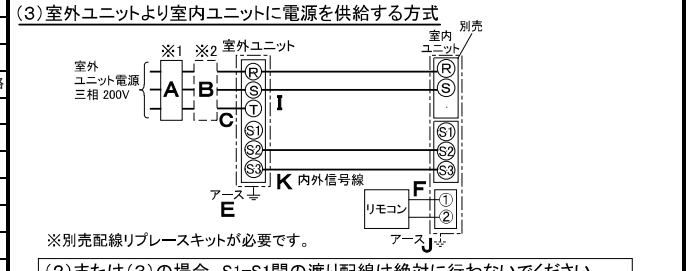 (3)室外ユニットより室内ユニットに電源を供給する方式
※1 ※2 室外ユニット
室内
ユニット
別売
室外
ユニット電源
三相 200V
A B C
R
S
T
S1
S2
S3
I
R
S
S1
S2
S3
K 内外信号線
アース
E
F
リモコン
①
②
アース J
※別売配線リプレースキットが必要です。
(2)または(3)の場合、S1-S1間の渡り配線は絶対に行わないでください